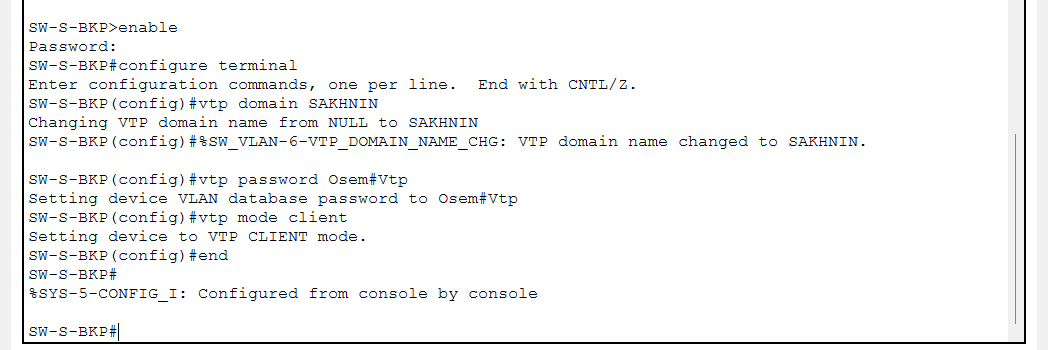 SW-S-BKP>enable
Password:
SW-S-BKP#configure terminal
Enter configuration commands, one per line.  End with CNTL/Z.
SW-S-BKP(config)#vtp domain SAKHNIN
Changing VTP domain name from NULL to SAKHNIN
SW-S-BKP(config)#%SW_VLAN-6-VTP_DOMAIN_NAME_CHG: VTP domain name changed to SAKHNIN.
SW-S-BKP(config)#vtp password Osem#Vtp
Setting device VLAN database password to Osem#Vtp
SW-S-BKP(config)#vtp mode client
Setting device to VTP CLIENT mode.
SW-S-BKP(config)#end
SW-S-BKP#
%SYS-5-CONFIG_I: Configured from console by console
SW-S-BKP#